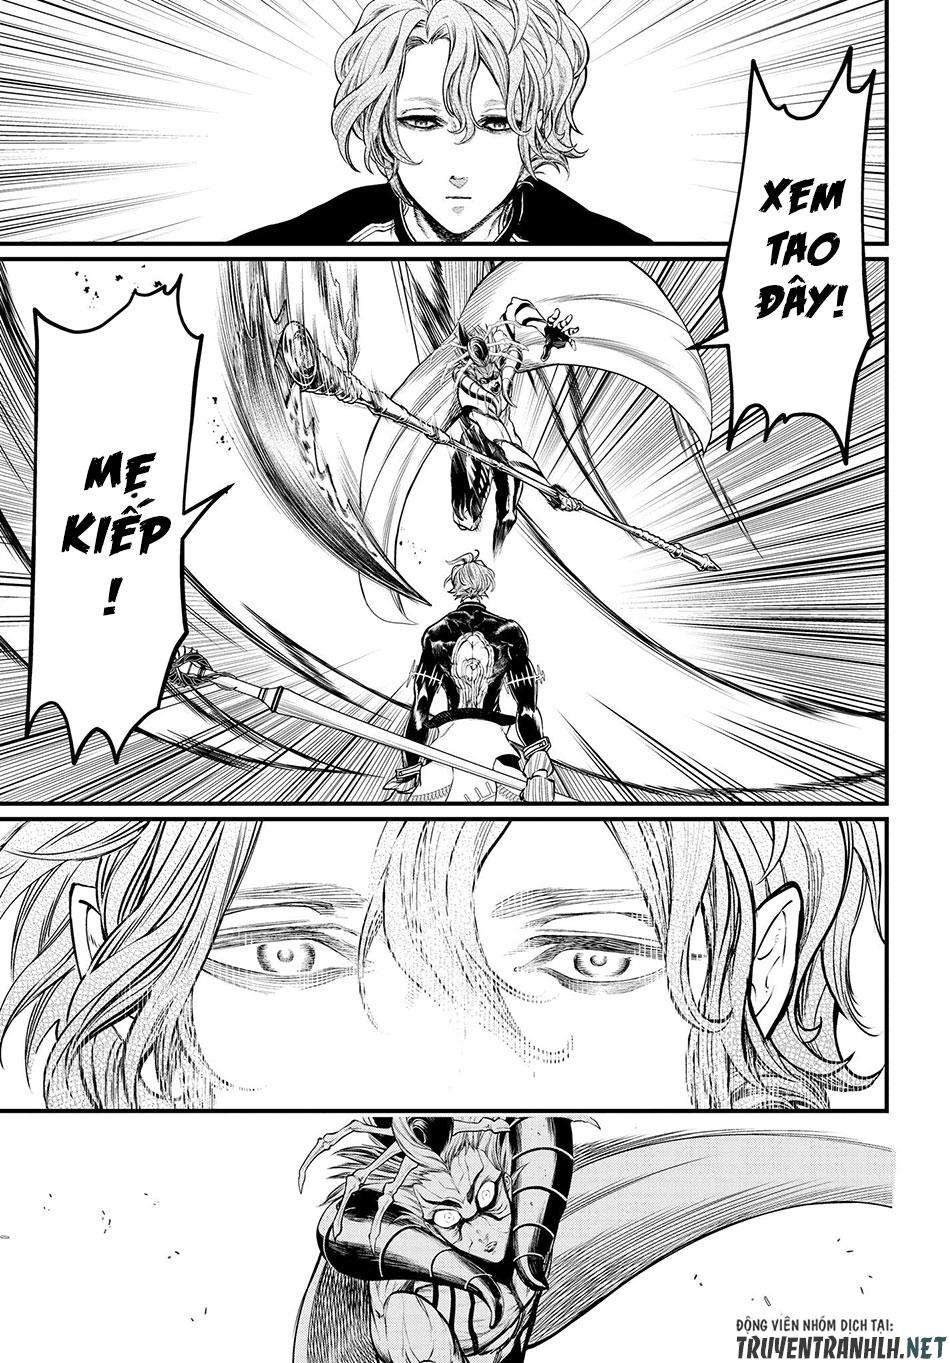 XEM
TAO
ĐÂY!
MẸ
KIẾP
!
ĐỘNG VIÊN NHÓM DỊCH TẠI:
TRUYENTRANHLH.NET